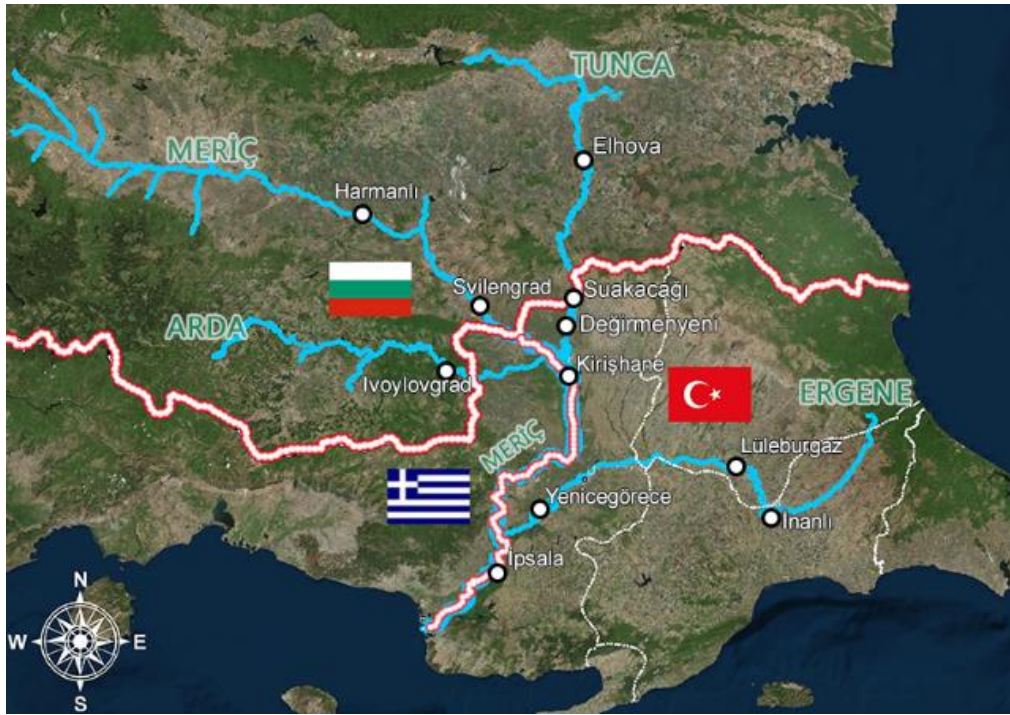 TUNCA
Elhova
MERİÇ
Harmanlı
Svilengrad
Suakacağı
Değirmenyeni
ARDA
Ivoylovgrad
Kirişhane
ERGENE
MERİÇ
Lüleburgaz
Yenicegörece
İnanlı
İpsala
N
W
E
S